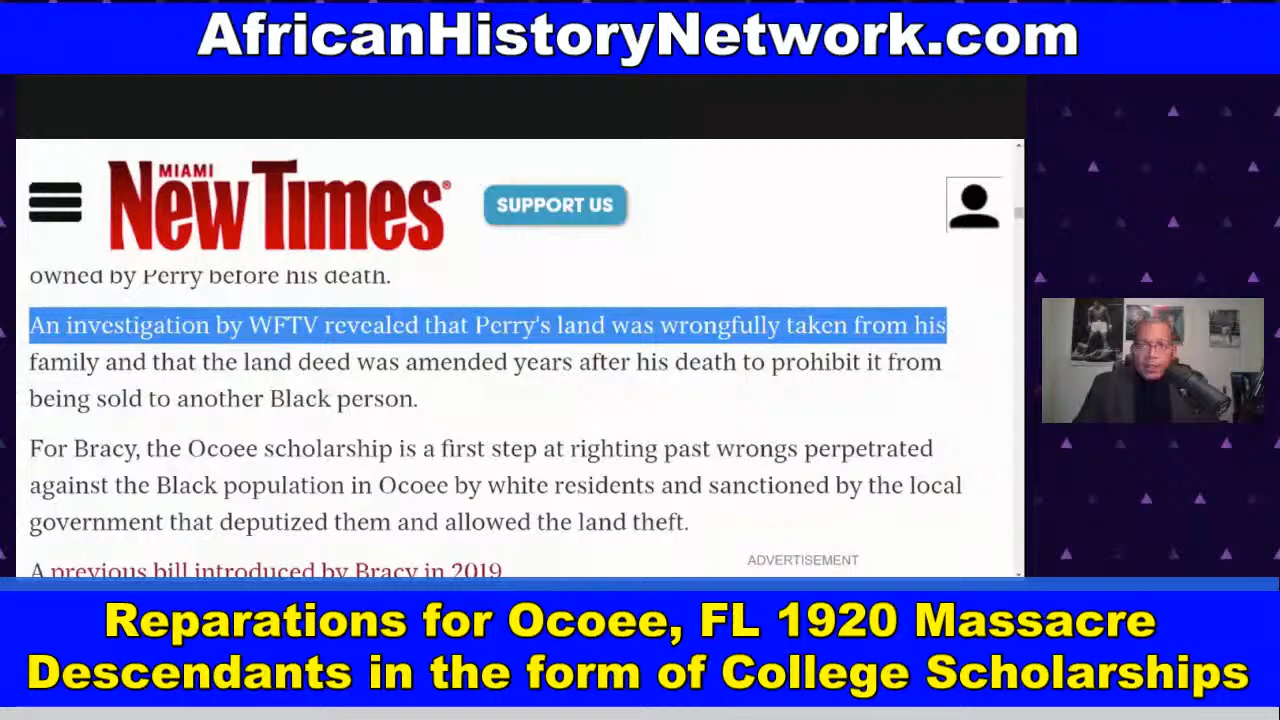 AfricanHistoryNetwork.com
MIAMI
New Times®
SUPPORT US
owned by Perry before his death.
An investigation by WFTV revealed that Perry's land was wrongfully taken from his
family and that the land deed was amended years after his death to prohibit it from
being sold to another Black person.
For Bracy, the Ocoee scholarship is a first step at righting past wrongs perpetrated
against the Black population in Ocoee by white residents and sanctioned by the local
government that deputized them and allowed the land theft.
ADVERTISEMENT
A previous bill introduced by Bracy in 2019
Reparations for Ocoee, FL 1920 Massacre
Descendants in the form of College Scholarships